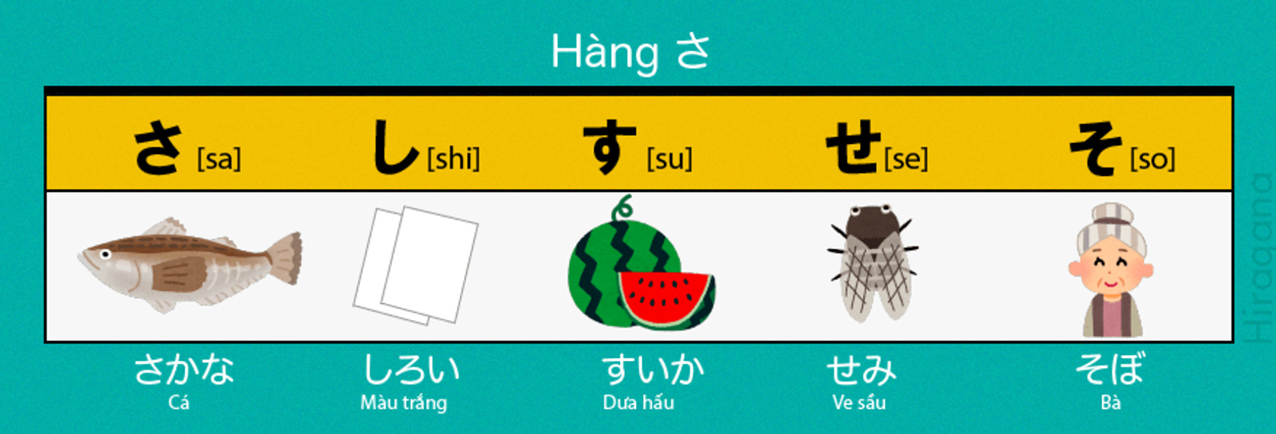 Hàng さ
さ [sa] し [shi] す [su] せ [se] そ [so]
さかな しろい すいか せみ そぼ
Cá Màu trắng Dưa hấu Ve sầu Bà
Hiragana